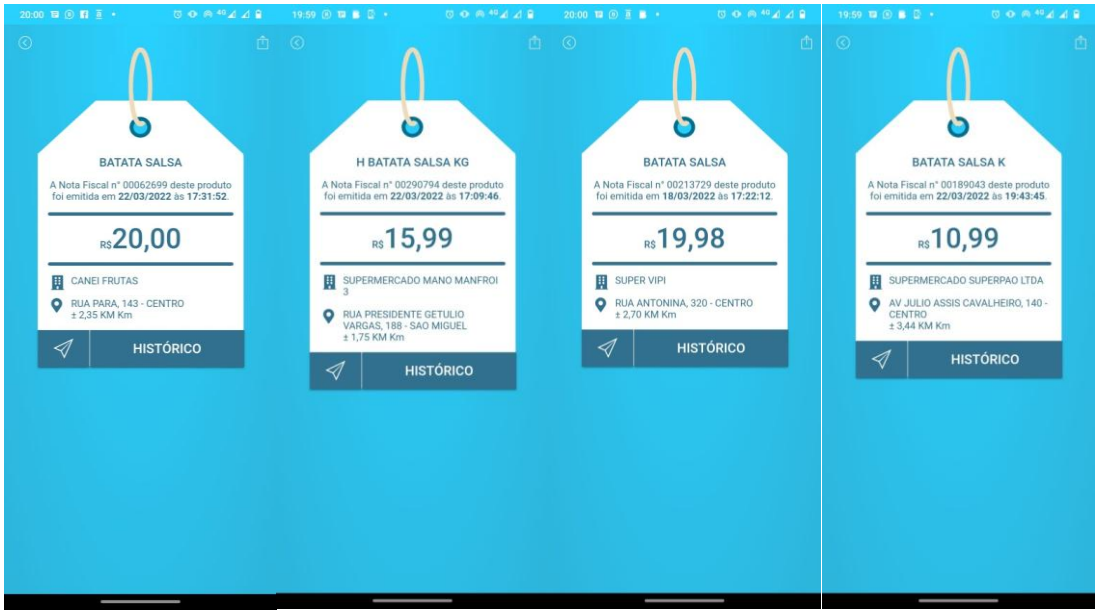 20:00
BATATA SALSA
A Nota Fiscal n° 00062699 deste produto
foi emitida em 22/03/2022 às 17:31:52.
R$20,00
CANEI FRUTAS
RUA PARA, 143 - CENTRO
± 2,35 KM Km
HISTÓRICO
19:59
4G
H BATATA SALSA KG
A Nota Fiscal n° 00290794 deste produto
foi emitida em 22/03/2022 às 17:09:46.
R$15,99
SUPERMERCADO MANO MANFROI
3
RUA PRESIDENTE GETULIO
VARGAS, 188 - SAO MIGUEL
± 1,75 KM Km
HISTÓRICO
20:00
4G
BATATA SALSA
A Nota Fiscal n° 00213729 deste produto
foi emitida em 18/03/2022 às 17:22:12.
R$19,98
SUPER VIPI
RUA ANTONINA, 320 - CENTRO
± 2,70 KM Km
HISTÓRICO
19:59
4G
BATATA SALSA K
A Nota Fiscal n° 00189043 deste produto
foi emitida em 22/03/2022 às 19:43:45.
R$10,99
SUPERMERCADO SUPERPAO LTDA
AV JULIO ASSIS CAVALHEIRO, 140 -
CENTRO
± 3,44 KM Km
HISTÓRICO